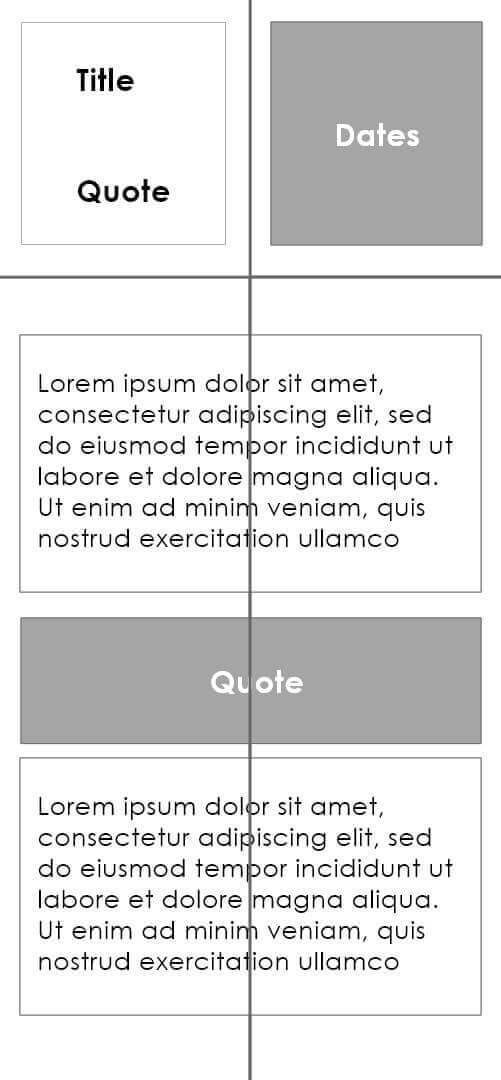 Title
Quote
Dates
Lorem ipsum dolor sit amet,
consectetur adipiscing elit, sed
do eiusmod tempor incididunt ut
labore et dolore magna aliqua.
Ut enim ad minim veniam, quis
nostrud exercitation ullamco
Quote
Lorem ipsum dolor sit amet,
consectetur adipiscing elit, sed
do eiusmod tempor incididunt ut
labore et dolore magna aliqua.
Ut enim ad minim veniam, quis
nostrud exercitation ullamco